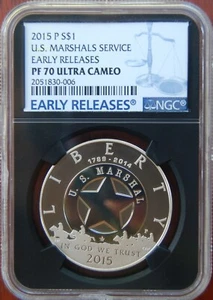 2015 P S$1
U.S. MARSHALS SERVICE
EARLY RELEASES
PF 70 ULTRA CAMEO
2051830-006
EARLY RELEASES
NGC
LIBERTY
1789-2014
U.S. MARSHAL
IN GOD WE TRUST
2015